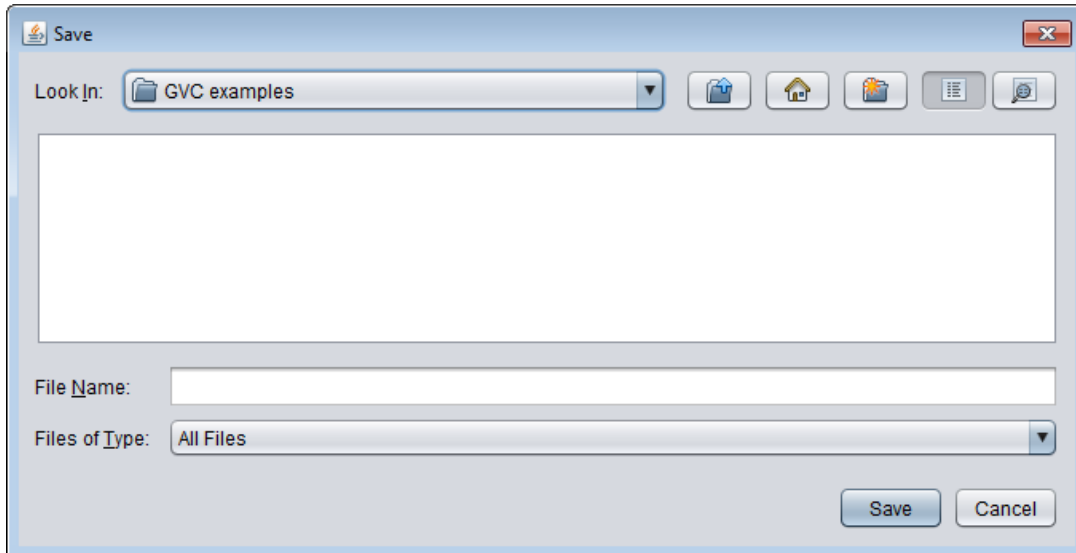 Save
Look In: GVC examples
File Name:
Files of Type: All Files
Save Cancel